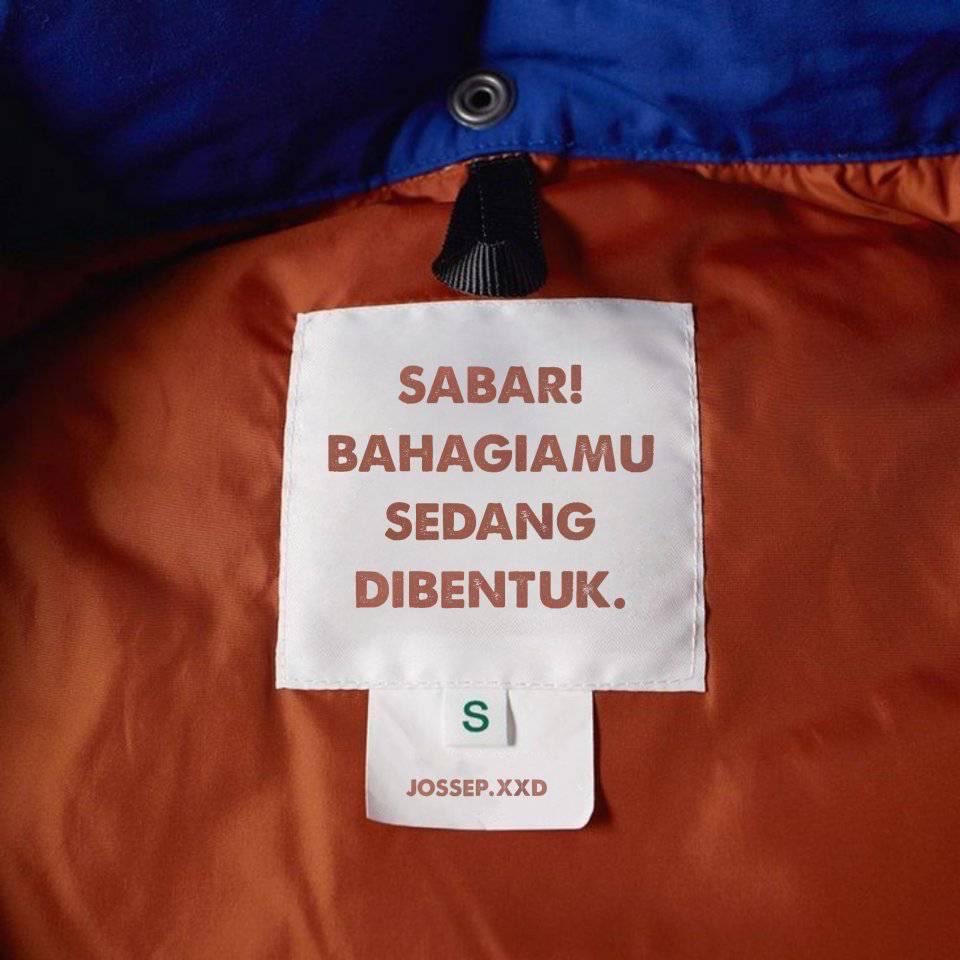 SABAR!
BAHAGIAMU
SEDANG
DIBENTUK.
S
JOSSEP.XXD